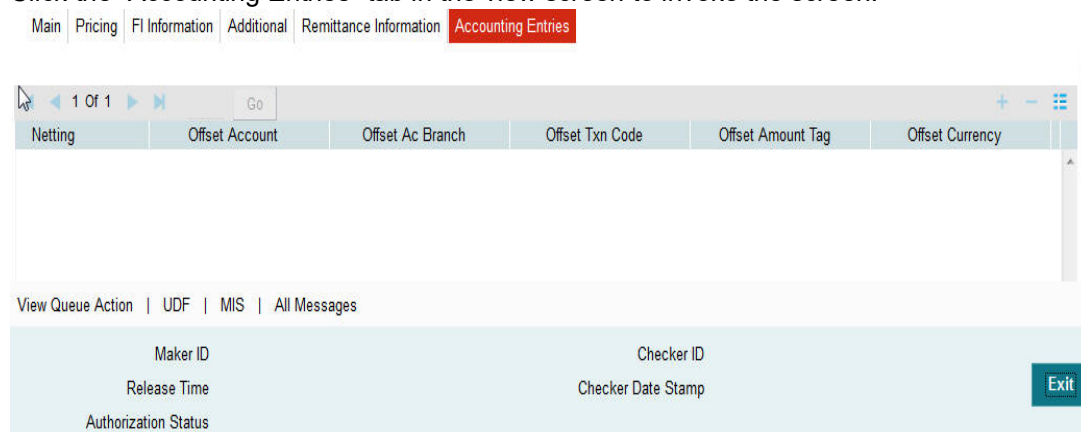 Click the "Accounting Entries" tab in the view screen to invoke the screen.
Main Pricing FI Information Additional Remittance Information Accounting Entries
1 Of 1 Go
Netting Offset Account Offset Ac Branch Offset Txn Code Offset Amount Tag Offset Currency
View Queue Action | UDF | MIS | All Messages
Maker ID Checker ID
Release Time Checker Date Stamp Exit
Authorization Status